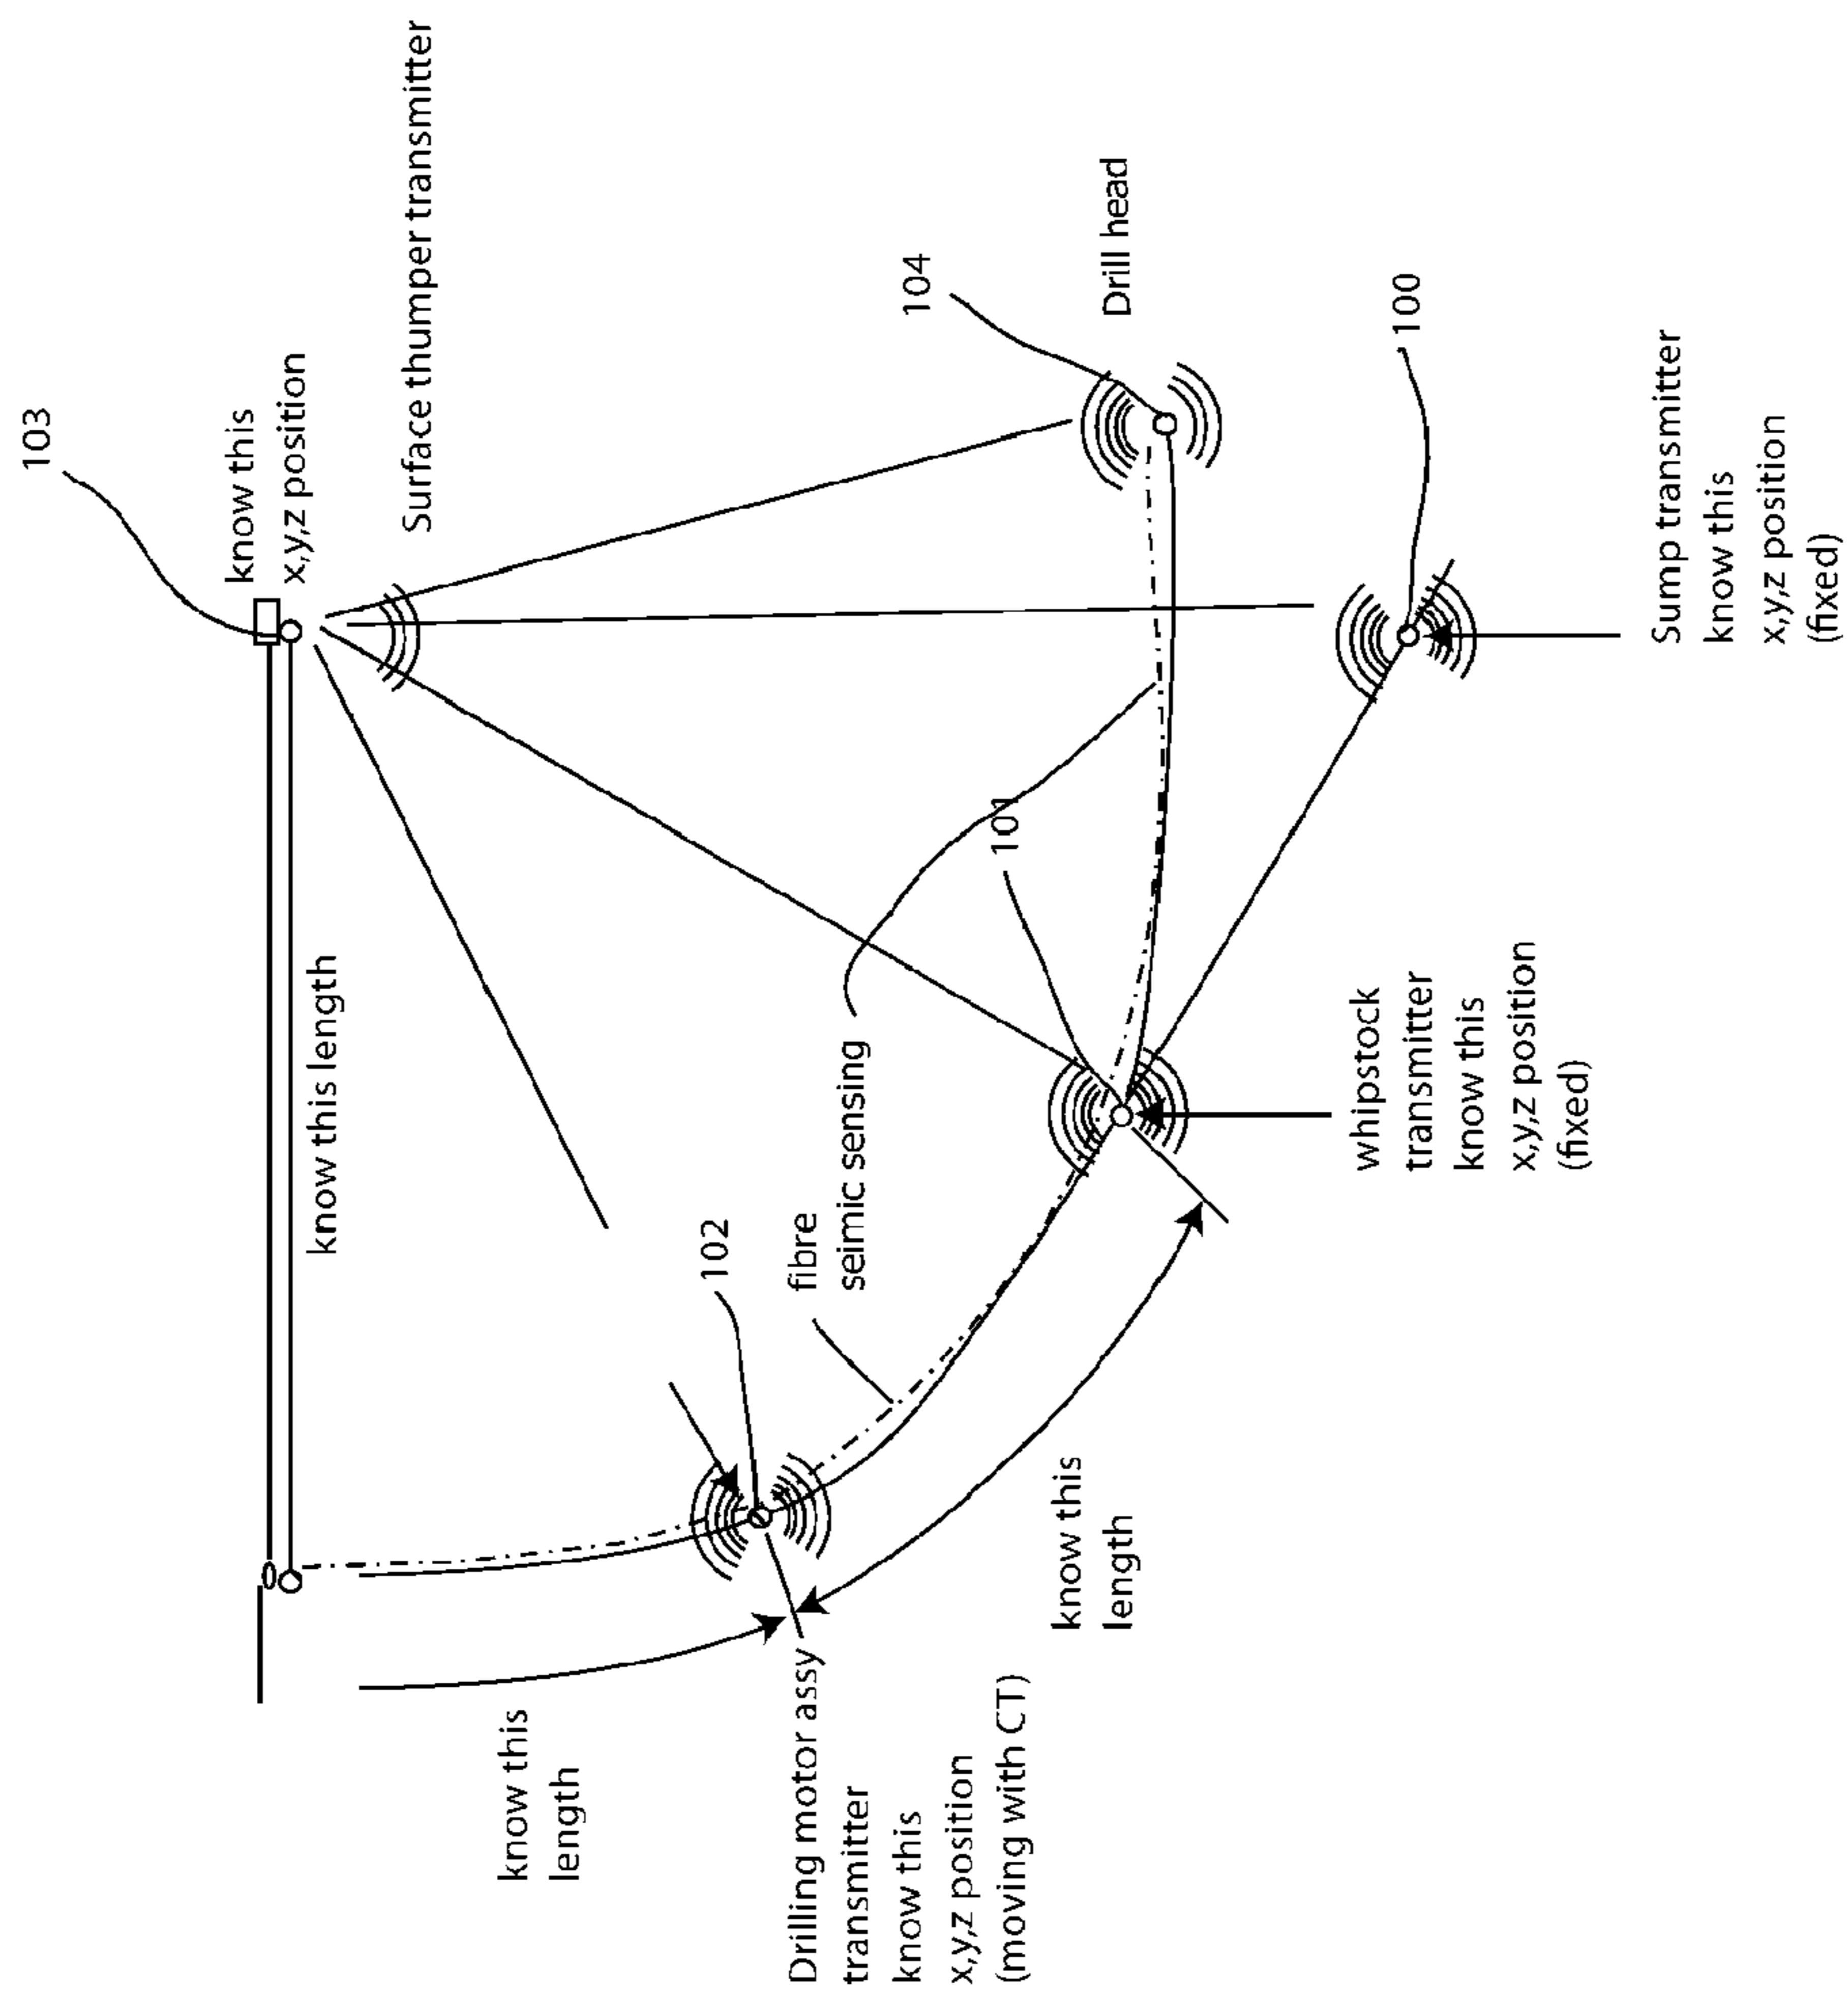 103
know this
x,y,z position
Surface thumper transmitter
know this length
104
Drill head
100
Sump transmitter
know this
x,y,z position
(fixed)
101
whipstock
transmitter
know this
x,y,z position
(fixed)
fibre
seimic sensing
102
know this
length
know this
length
Drilling motor assy
transmitter
know this
x,y,z position
(moving with CT)